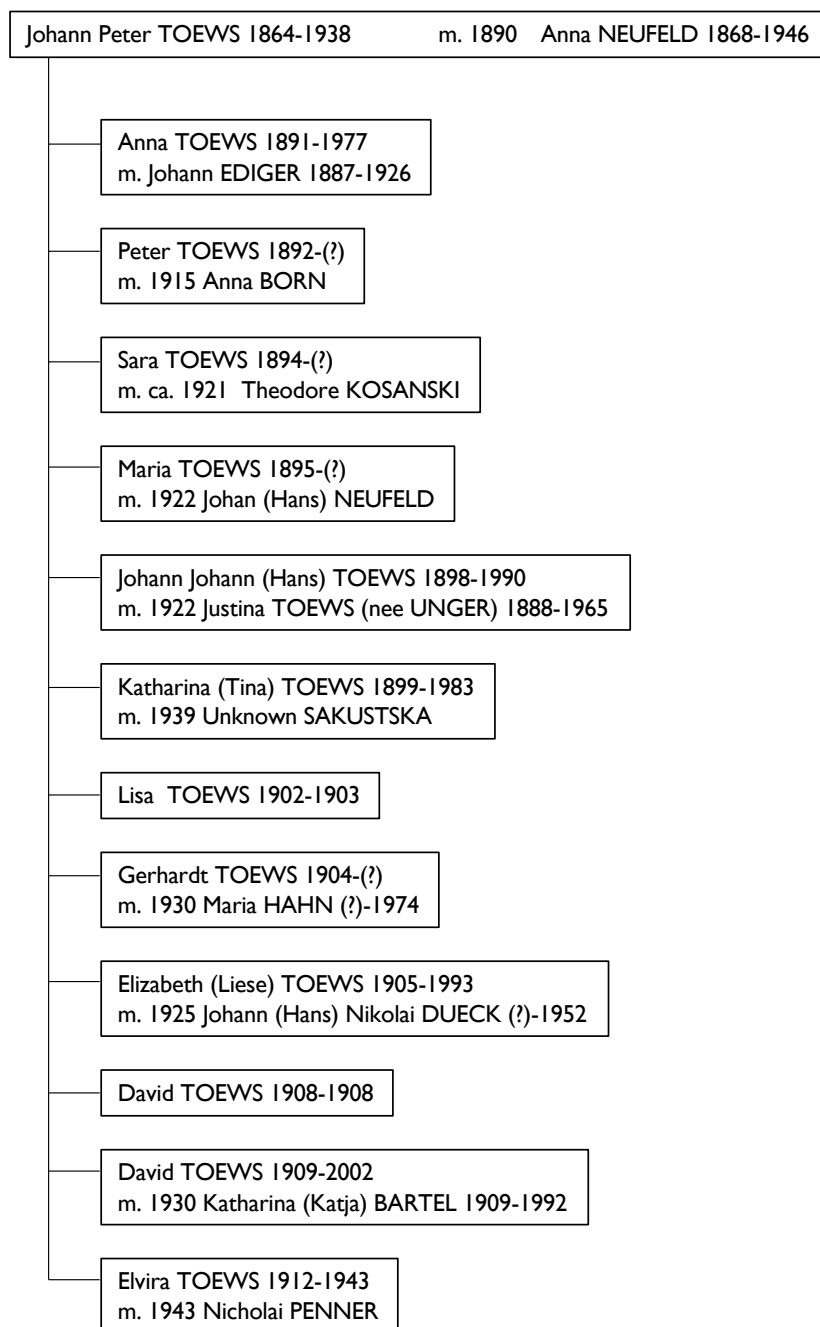 Johann Peter TOEWS 1864-1938 m. 1890 Anna NEUFELD 1868-1946
Anna TOEWS 1891-1977
m. Johann EDIGER 1887-1926
Peter TOEWS 1892-(?)
m. 1915 Anna BORN
Sara TOEWS 1894-(?)
m. ca. 1921 Theodore KOSANSKI
Maria TOEWS 1895-(?)
m. 1922 Johan (Hans) NEUFELD
Johann Johann (Hans) TOEWS 1898-1990
m. 1922 Justina TOEWS (nee UNGER) 1888-1965
Katharina (Tina) TOEWS 1899-1983
m. 1939 Unknown SAKUSTSKA
Lisa TOEWS 1902-1903
Gerhardt TOEWS 1904-(?)
m. 1930 Maria HAHN (?)-1974
Elizabeth (Liese) TOEWS 1905-1993
m. 1925 Johann (Hans) Nikolai DUECK (?)-1952
David TOEWS 1908-1908
David TOEWS 1909-2002
m. 1930 Katharina (Katja) BARTEL 1909-1992
Elvira TOEWS 1912-1943
m. 1943 Nicholai PENNER